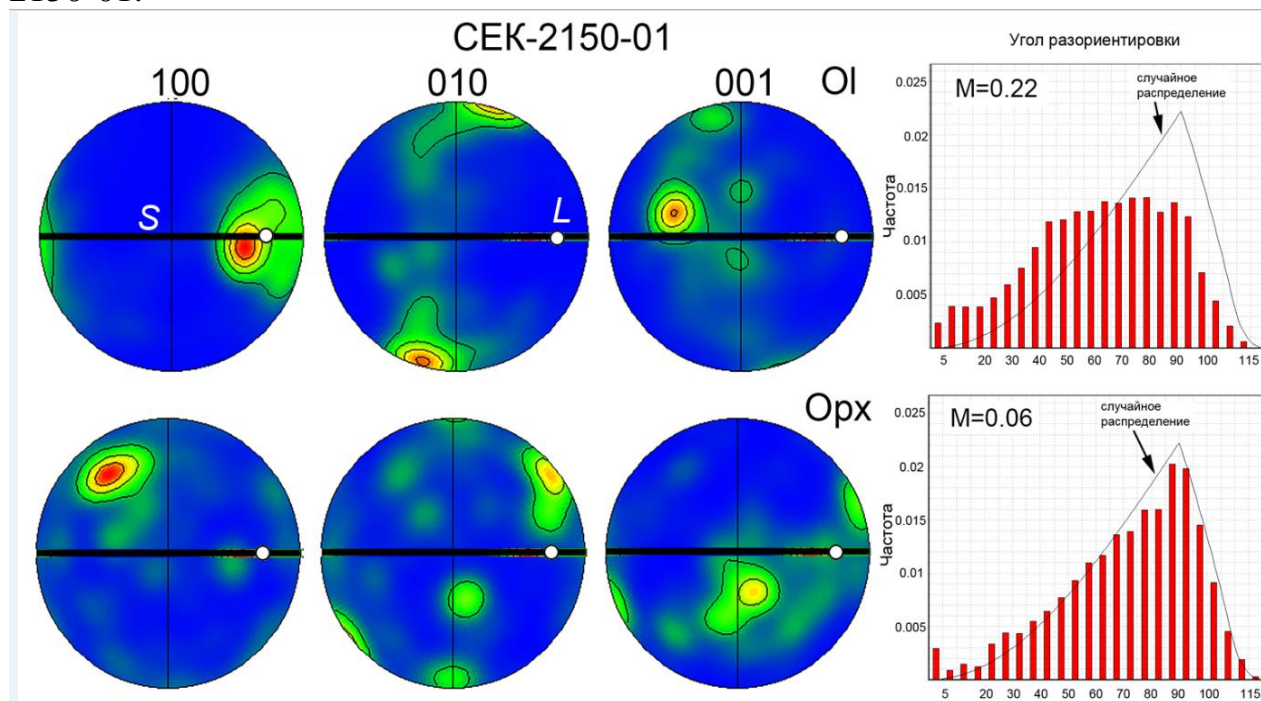 2150-01.
СЕК-2150-01
100
010
001
Ol
S
L
Угол разориентировки
0.025
0.02
0.015
0.01
0.005
Частота
M=0.22
случайное
распределение
5 20 30 40 50 60 70 80 90 100 115
Opx
0.025
0.02
0.015
0.01
0.005
Частота
M=0.06
случайное
распределение
5 20 30 40 50 60 70 80 90 100 115